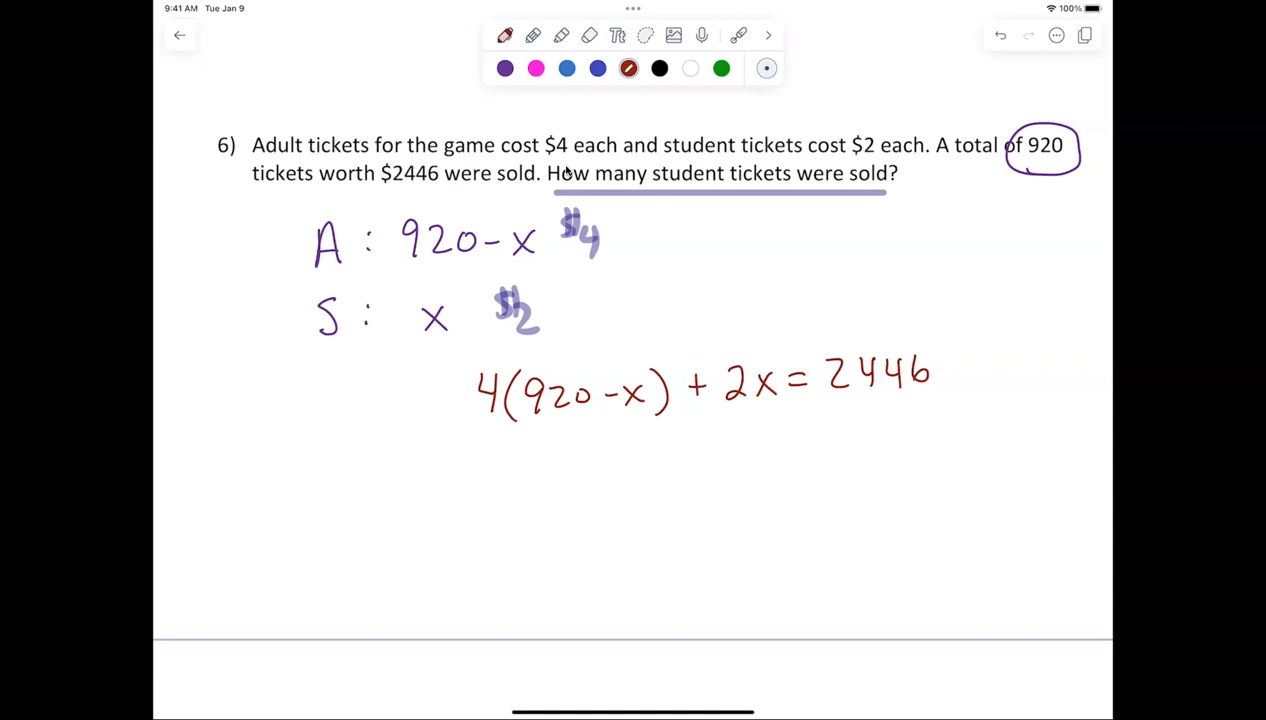 9:41 AM Tue Jan 9
100%
Tt
6) Adult tickets for the game cost $4 each and student tickets cost $2 each. A total of 920
tickets worth $2446 were sold. How many student tickets were sold?
A : 920-x $4
S : x $2
4(920-x) + 2x = 2446